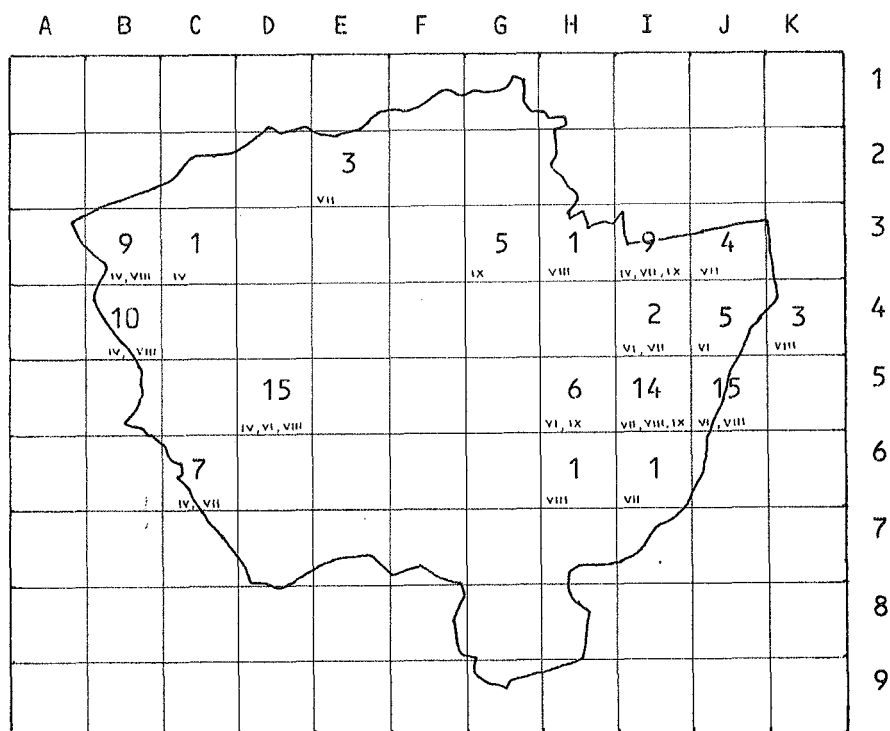 A B C D E F G H I J K
1
2
3
VII
3
9 1 5 1 9 4
IV, VIII IV IX VIII IV, VII, IX VII
4
10 2 5 3
IV, VIII VI, VII VI VIII
5
15 6 14 15
IV, VI, VIII VI, IX VII, VIII, IX VI, VIII
6
7 1 1
IV, VII VIII VII
7
8
9